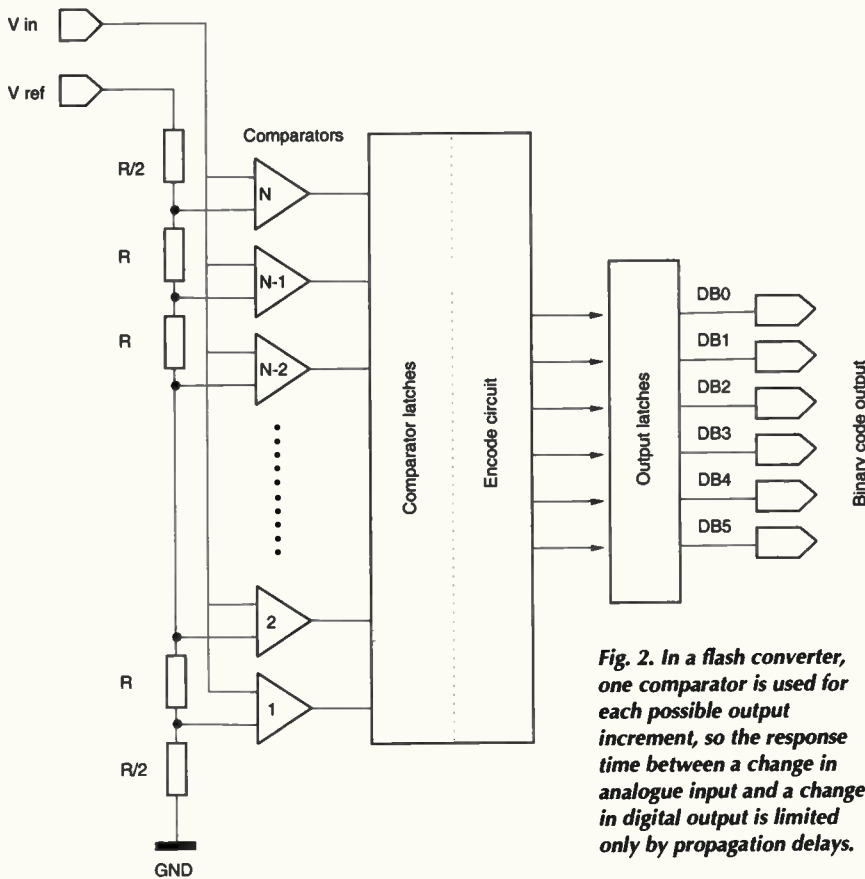 V in
V ref
Comparators
R/2
N
R
N-1
R
N-2
2
R
1
R/2
GND
Comparator latches
Encode circuit
Output latches
DB0
DB1
DB2
DB3
DB4
DB5
Binary code output
Fig. 2. In a flash converter,
one comparator is used for
each possible output
increment, so the response
time between a change in
analogue input and a change
in digital output is limited
only by propagation delays.